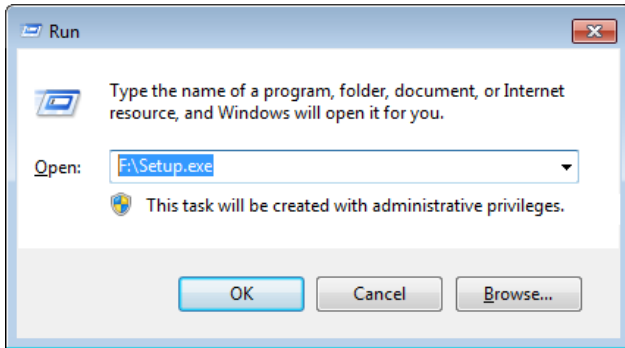 Run
Type the name of a program, folder, document, or Internet
resource, and Windows will open it for you.
Open: F:\Setup.exe
This task will be created with administrative privileges.
OK Cancel Browse...